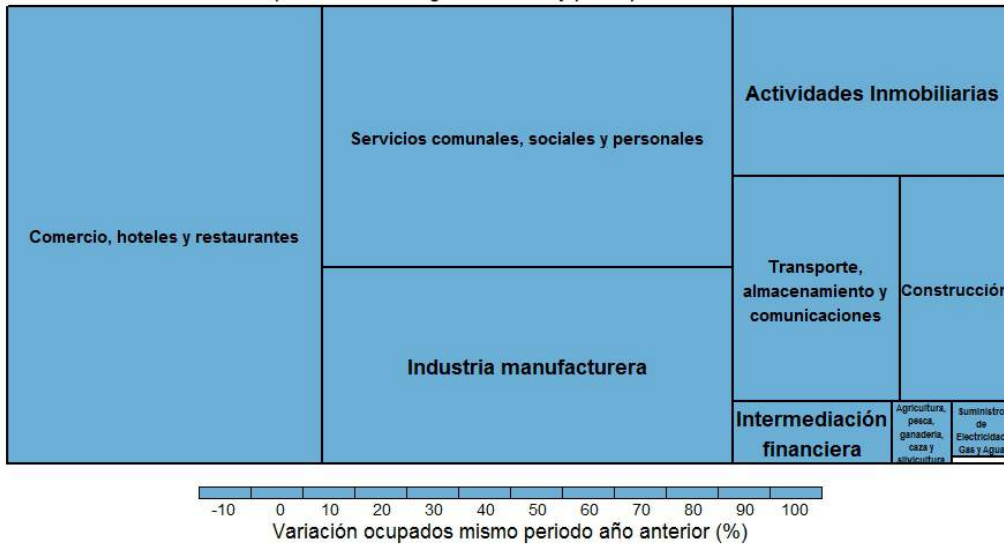 Comercio, hoteles y restaurantes
Servicios comunales, sociales y personales
Industria manufacturera
Actividades Inmobiliarias
Transporte,
almacenamiento y
comunicaciones
Construcción
Intermediación
financiera
Agricultura,
pesca,
ganadería,
caza y
silvicultura
Suministro
de
Electricidad
Gas y Agua
-10 0 10 20 30 40 50 60 70 80 90 100
Variación ocupados mismo periodo año anterior (%)